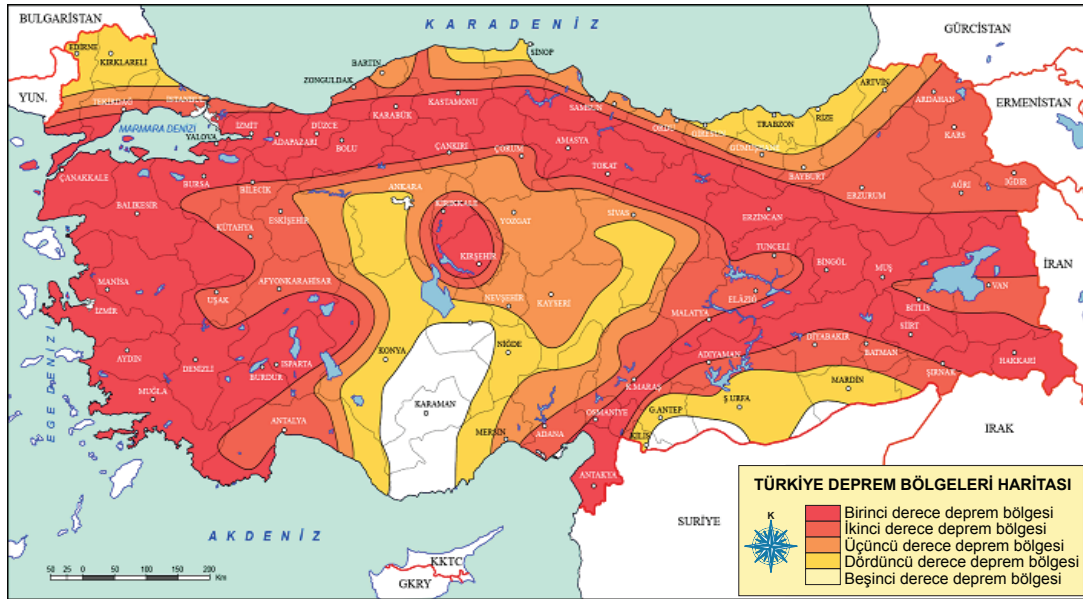 BULGARİSTAN
KARADENİZ
GÜRCİSTAN
EDİRNE
KIRKLARELİ
SİNOP
BARTIN
ZONGULDAK
ARTVİN
YUN.
TEKİRDAĞ
İSTANBUL
KASTAMONU
SAMSUN
ARDAHAN
ERMENİSTAN
MARMARA DENİZİ
İZMİT
DÜZCE
KARABÜK
ORDU
GİRESUN
TRABZON
RİZE
KARS
YALOVA
ADAPAZARI
BOLU
ÇANKIRI
ÇORUM
AMASYA
GÜMÜŞHANE
ÇANAKKALE
BURSA
BİLECİK
TOKAT
BAYBURT
ERZURUM
AĞRI
IĞDIR
BALIKESİR
ESKİŞEHİR
ANKARA
KIRIKKALE
YOZGAT
SİVAS
ERZİNCAN
KÜTAHYA
TUNCELİ
BİNGÖL
MUŞ
İRAN
MANİSA
İZMİR
UŞAK
AFYONKARAHİSAR
KIRŞEHİR
NEVŞEHİR
KAYSERİ
ELAZIĞ
VAN
BİTLİS
MALATYA
SİİRT
EGE DENİZİ
AYDIN
DENİZLİ
BURDUR
ISPARTA
KONYA
NİĞDE
DİYABAKIR
BATMAN
HAKKARİ
ADIYAMAN
ŞIRNAK
MUĞLA
K.MARAŞ
MARDİN
ANTALYA
KARAMAN
MERSİN
ADANA
OSMANİYE
G.ANTEP
Ş.URFA
KİLİS
IRAK
ANTAKYA
SURİYE
AKDENİZ
KKTC
GKRY
50 25 0 50 100 150 200
Km
TÜRKİYE DEPREM BÖLGELERİ HARİTASI
K
Birinci derece deprem bölgesi
İkinci derece deprem bölgesi
Üçüncü derece deprem bölgesi
Dördüncü derece deprem bölgesi
Beşinci derece deprem bölgesi